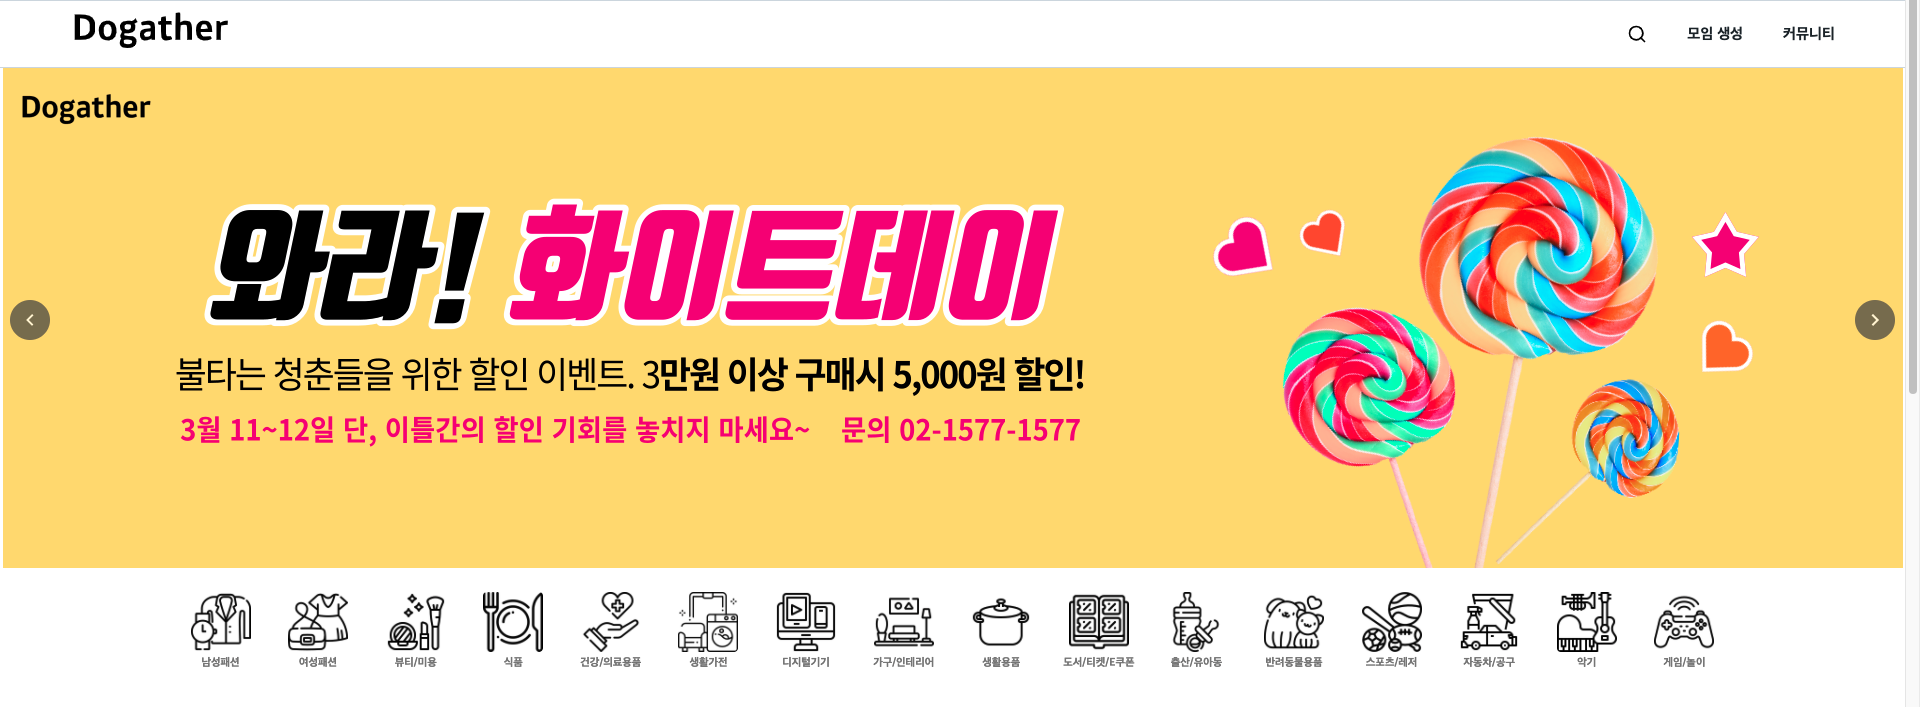 Dogather
모임 생성
커뮤니티
Dogather
와라! 화이트데이
불타는 청춘들을 위한 할인 이벤트. 3만원 이상 구매시 5,000원 할인!
3월 11~12일 단, 이틀간의 할인 기회를 놓치지 마세요~ 문의 02-1577-1577
남성패션
여성패션
뷰티/미용
식품
건강/의료용품
생활가전
디지털기기
가구/인테리어
생활용품
도서/티켓/E쿠폰
출산/유아동
반려동물용품
스포츠/레저
자동차/공구
악기
게임/놀이